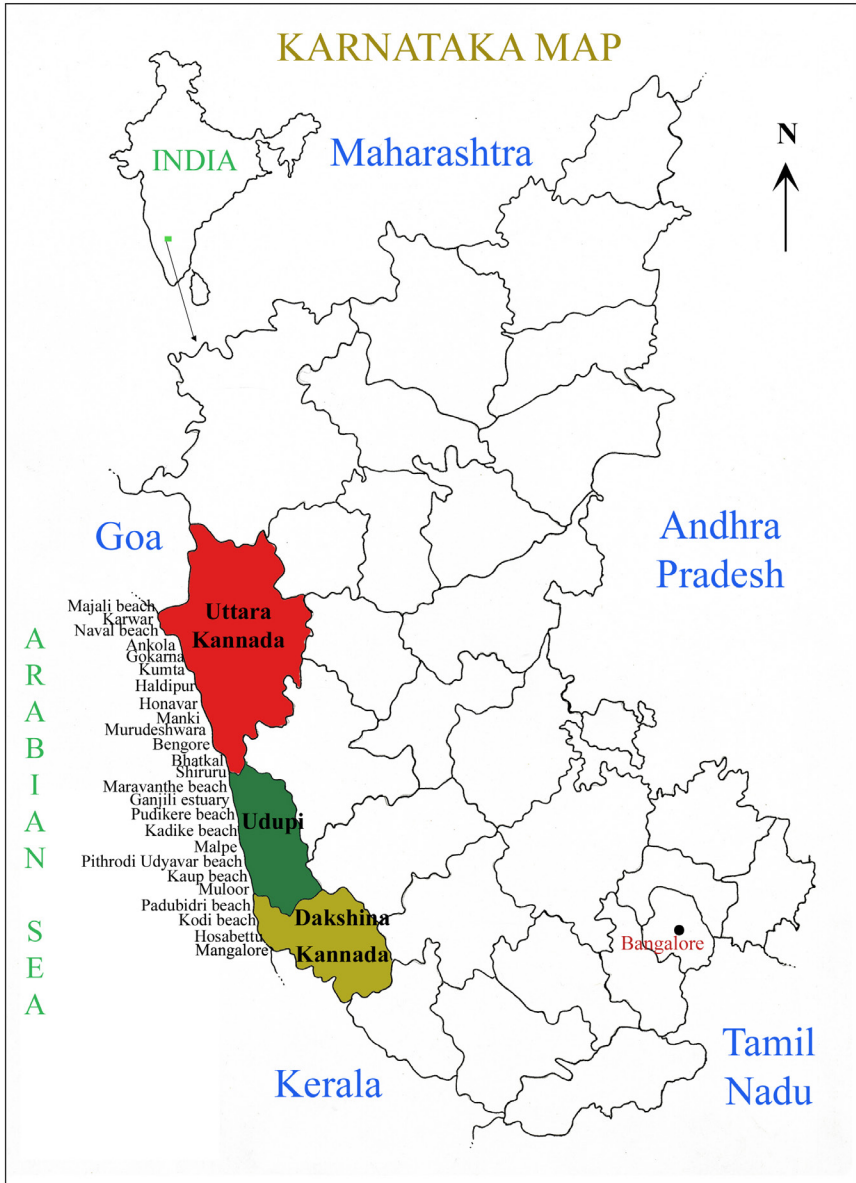 KARNATAKA MAP
N
INDIA
Maharashtra
Goa
Andhra
Pradesh
ARABIAN SEA
Uttara
Kannada
Majali beach
Karwar
Naval beach
Ankola
Gokarna
Kumta
Haldipur
Honavar
Manki
Murudeshwara
Bengore
Bhatkal
Shiruru
Maravanthe beach
Ganjili estuary
Pudikere beach
Kadike beach
Malpe
Pithrodi Udyavar beach
Kaup beach
Muloor
Padubidri beach
Kodi beach
Hosabettu
Mangalore
Udupi
Dakshina
Kannada
Bangalore
Kerala
Tamil
Nadu